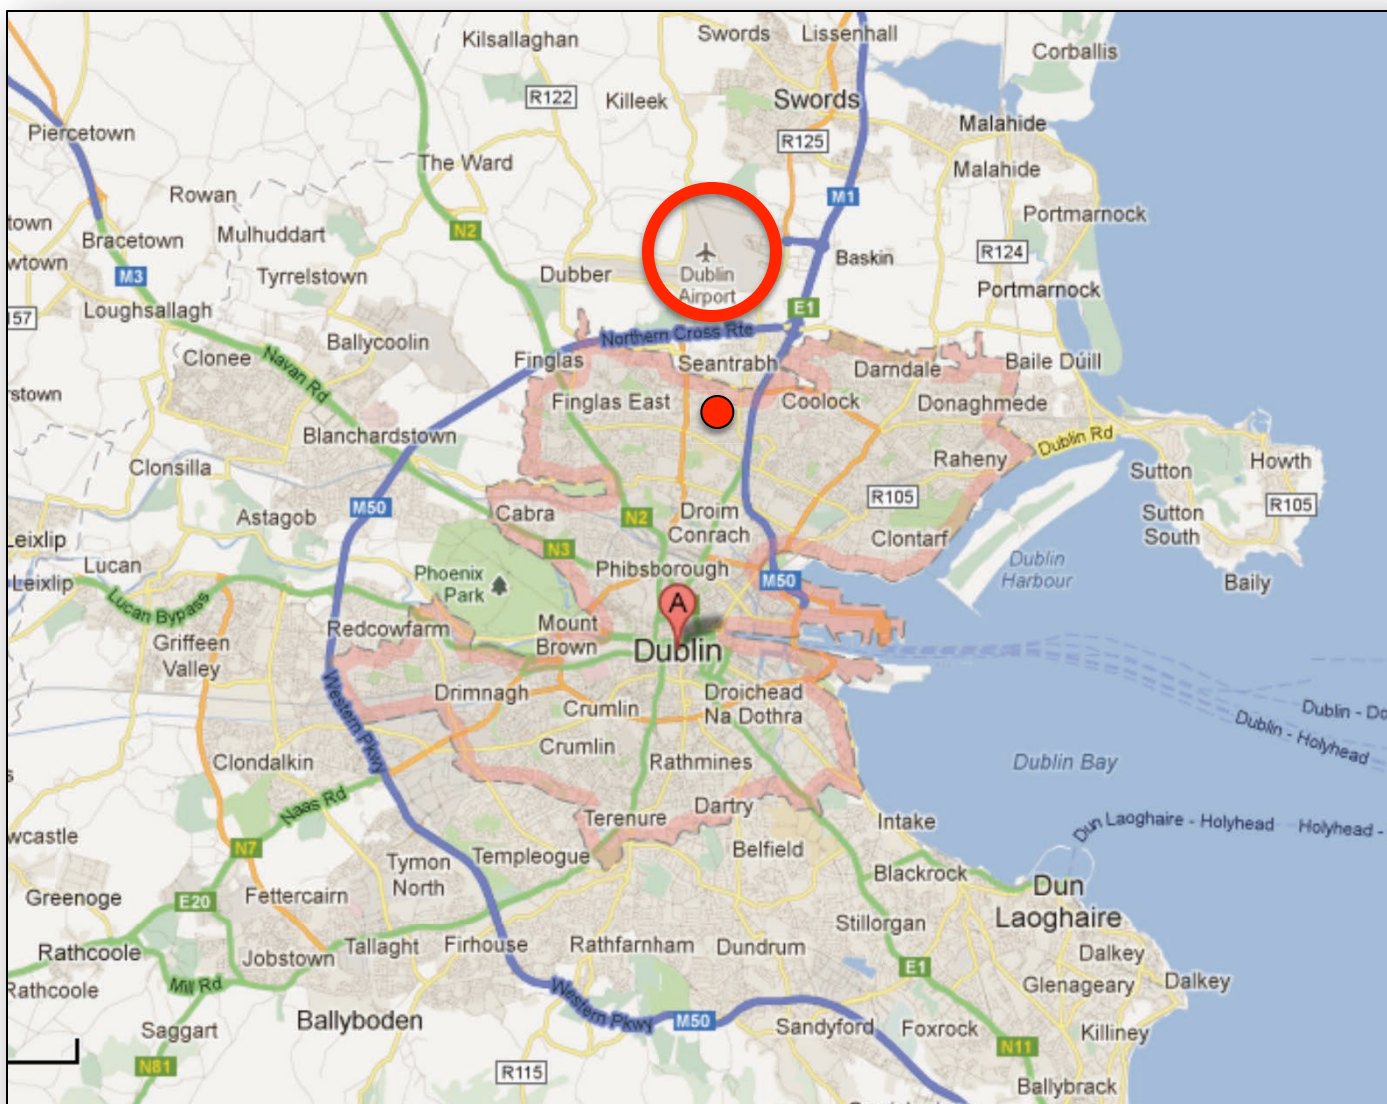 Kilsallaghan
Swords
Lissenhall
Corballis
R122
Killeek
Swords
Piercetown
R125
Malahide
The Ward
Malahide
Rowan
M1
town
Mulhuddart
N2
Portmarnock
Bracetown
wtown
Baskin
R124
M3
Tyrrelstown
Dubber
Dublin
Airport
Portmarnock
Loughsallagh
157
E1
Northern Cross Rte
Ballycoolin
Clonee
Navan Rd
Finglas
Seantrabh
Darndale
Baile Dúill
rstown
Finglas East
Coolock
Donaghmede
Blanchardstown
Dublin Rd
Clonsilla
Raheny
Sutton
Howth
M50
R105
R105
Astagob
Cabra
N2
Droim
Conrach
Sutton
South
Leixlip
Clontarf
N3
Dublin
Harbour
Lucan
Phibsborough
Leixlip
Phoenix
Park
M50
Baily
Lucan Bypass
A
Redcowfarm
Mount
Brown
Griffeen
Valley
Dublin
Drimnagh
Droichead
Na Dothra
Crumlin
Dublin - Do
Western Pkwy
Dublin - Holyhead
Crumlin
Clondalkin
Rathmines
Dublin Bay
Naas Rd
Dartry
Terenure
Intake
Dun Laoghaire - Holyhead
Holyhead -
wcastle
N7
Tymon
North
Templeogue
Belfield
Blackrock
Greenoge
E20
Fettercairn
Dun
Laoghaire
Stillorgan
Rathcoole
Jobstown
Tallaght
Firhouse
Rathfarnham
Dundrum
Dalkey
E1
Rathcoole
Mill Rd
Glenageary
Dalkey
Western Pkwy
M50
Saggart
Ballyboden
Sandyford
Foxrock
Killiney
N11
N81
R115
Ballybrack